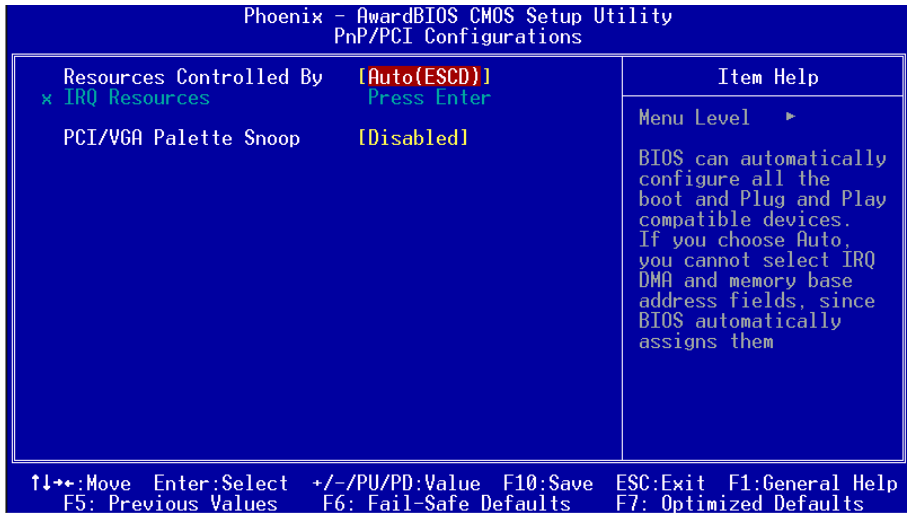 Phoenix - AwardBIOS CMOS Setup Utility
PnP/PCI Configurations
Resources Controlled By [Auto(ESCD)]
x IRQ Resources Press Enter
PCI/VGA Palette Snoop [Disabled]
Item Help
Menu Level ►
BIOS can automatically
configure all the
boot and Plug and Play
compatible devices.
If you choose Auto,
you cannot select IRQ
DMA and memory base
address fields, since
BIOS automatically
assigns them
↑↓→←:Move Enter:Select +/-/PU/PD:Value F10:Save ESC:Exit F1:General Help
F5: Previous Values F6: Fail-Safe Defaults F7: Optimized Defaults